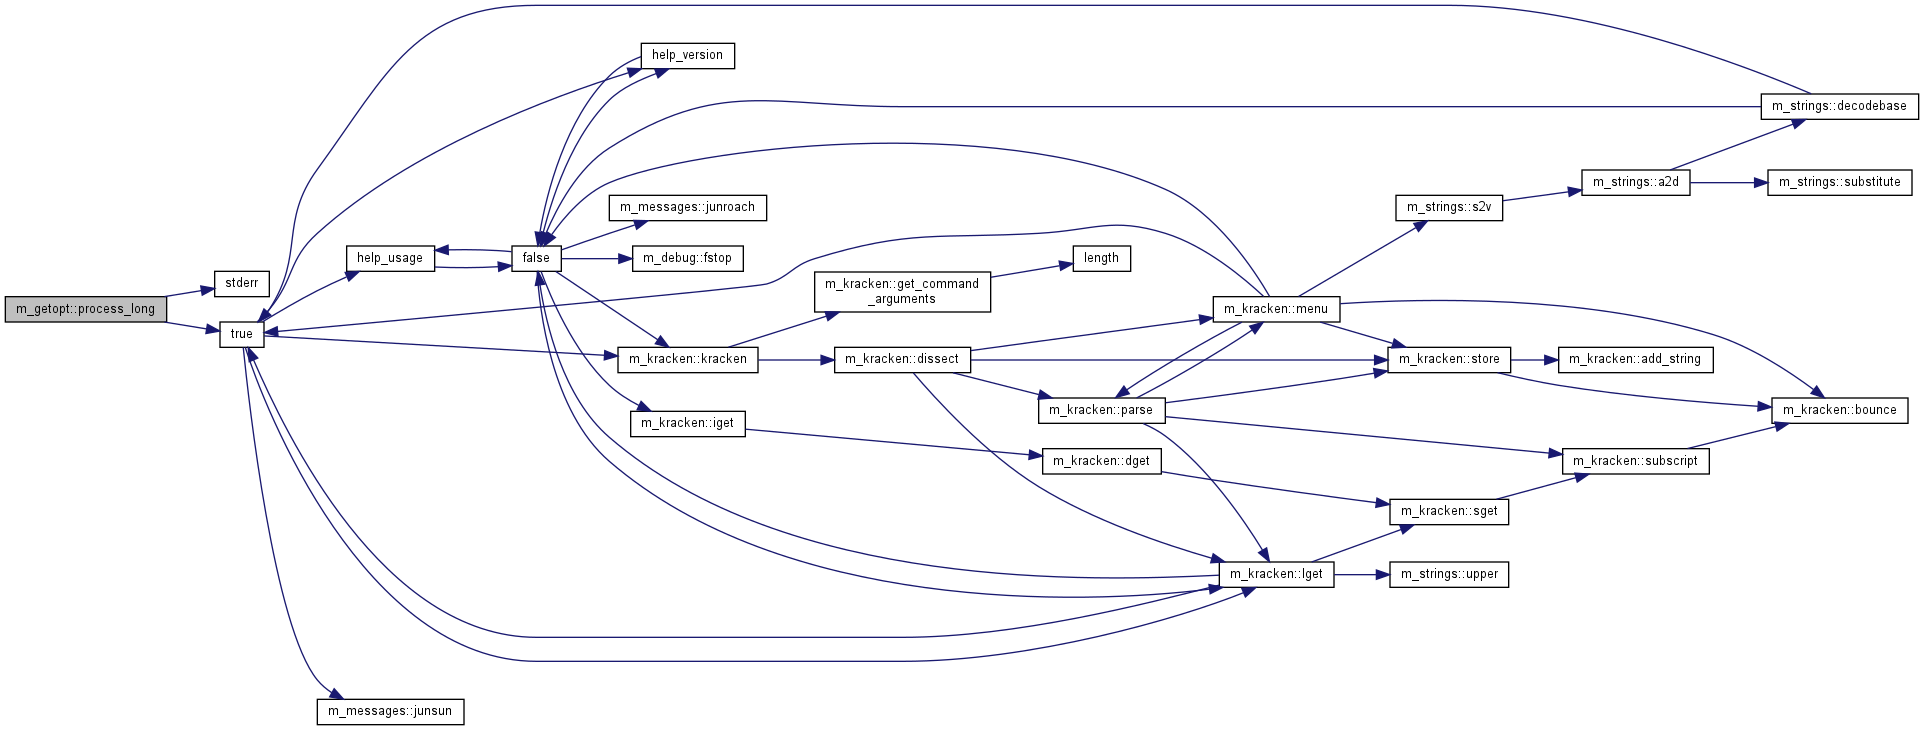 help_version
m_strings::decodebase
m_strings::a2d
m_strings::substitute
m_messages::junroach
m_strings::s2v
help_usage
false
m_debug::fstop
length
stderr
m_kracken::get_command
_arguments
m_getopt::process_long
m_kracken::menu
true
m_kracken::kracken
m_kracken::dissect
m_kracken::store
m_kracken::add_string
m_kracken::parse
m_kracken::bounce
m_kracken::iget
m_kracken::dget
m_kracken::subscript
m_kracken::sget
m_kracken::lget
m_strings::upper
m_messages::junsun